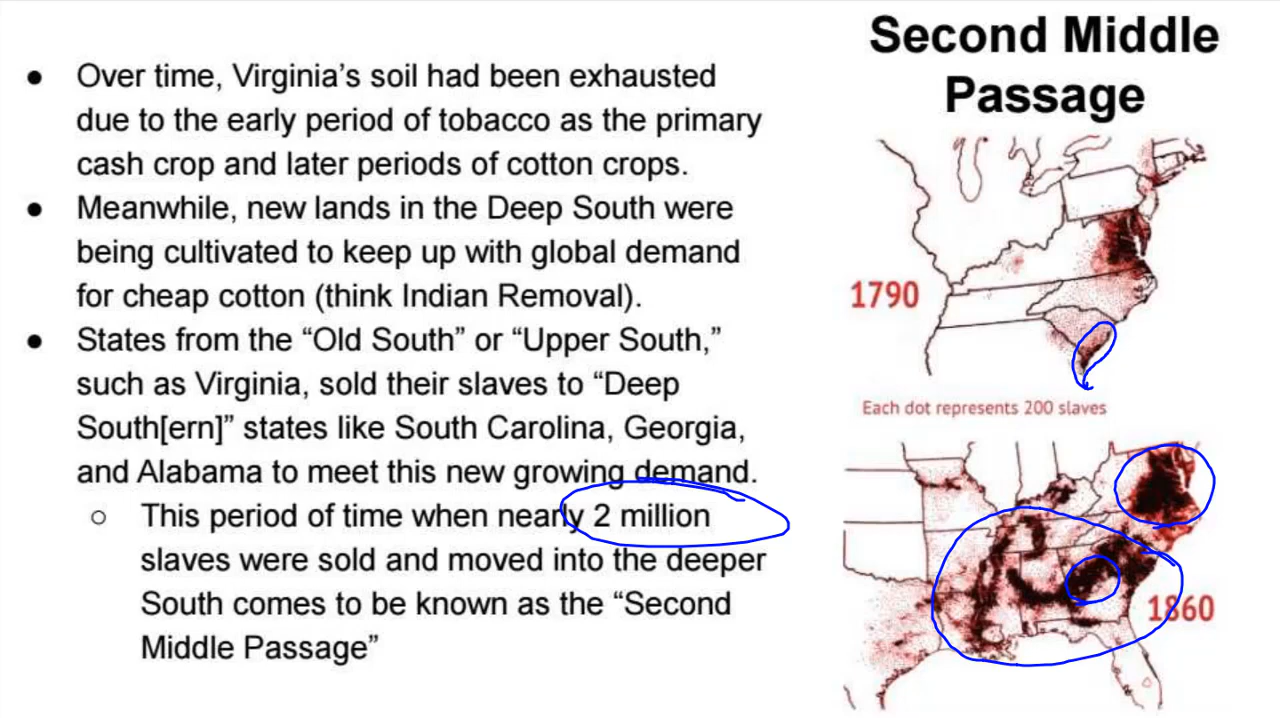 Second Middle
Passage
● Over time, Virginia’s soil had been exhausted
due to the early period of tobacco as the primary
cash crop and later periods of cotton crops.
● Meanwhile, new lands in the Deep South were
being cultivated to keep up with global demand
for cheap cotton (think Indian Removal).
● States from the “Old South” or “Upper South,”
such as Virginia, sold their slaves to “Deep
South[ern]” states like South Carolina, Georgia,
and Alabama to meet this new growing demand.
○ This period of time when nearly 2 million
slaves were sold and moved into the deeper
South comes to be known as the “Second
Middle Passage”
1790
Each dot represents 200 slaves
1860